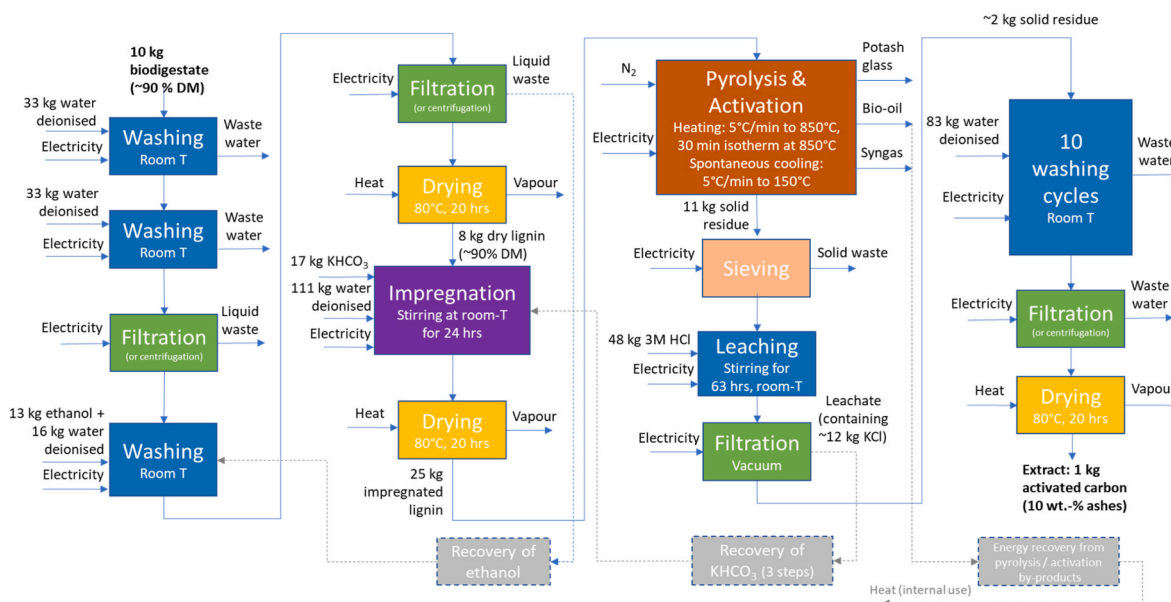 10 kg
biodigestate
(~90 % DM)
33 kg water
deionised
Electricity
Washing
Room T
Waste
water
33 kg water
deionised
Electricity
Washing
Room T
Waste
water
Electricity
Filtration
(or centrifugation)
Liquid
waste
13 kg ethanol +
16 kg water
deionised
Electricity
Washing
Room T
Electricity
Filtration
(or centrifugation)
Liquid
waste
Heat
Drying
80°C, 20 hrs
Vapour
8 kg dry lignin
(~90% DM)
17 kg KHCO3
111 kg water
deionised
Electricity
Impregnation
Stirring at room-T
for 24 hrs
Heat
Drying
80°C, 20 hrs
Vapour
25 kg
impregnated
lignin
Recovery of
ethanol
N2
Electricity
Pyrolysis &
Activation
Heating: 5°C/min to 850°C,
30 min isotherm at 850°C
Spontaneous cooling:
5°C/min to 150°C
Potash
glass
Bio-oil
Syngas
11 kg solid
residue
Electricity
Sieving
Solid waste
48 kg 3M HCl
Electricity
Leaching
Stirring for
63 hrs, room-T
Leachate
(containing
~12 kg KCl)
Electricity
Filtration
Vacuum
Recovery of
KHCO3 (3 steps)
~2 kg solid residue
83 kg water
deionised
Electricity
10
washing
cycles
Room T
Waste
water
Electricity
Filtration
(or centrifugation)
Waste
water
Heat
Drying
80°C, 20 hrs
Vapour
Extract: 1 kg
activated carbon
(10 wt.-% ashes)
Energy recovery from
pyrolysis / activation
by-products
Heat (internal use)